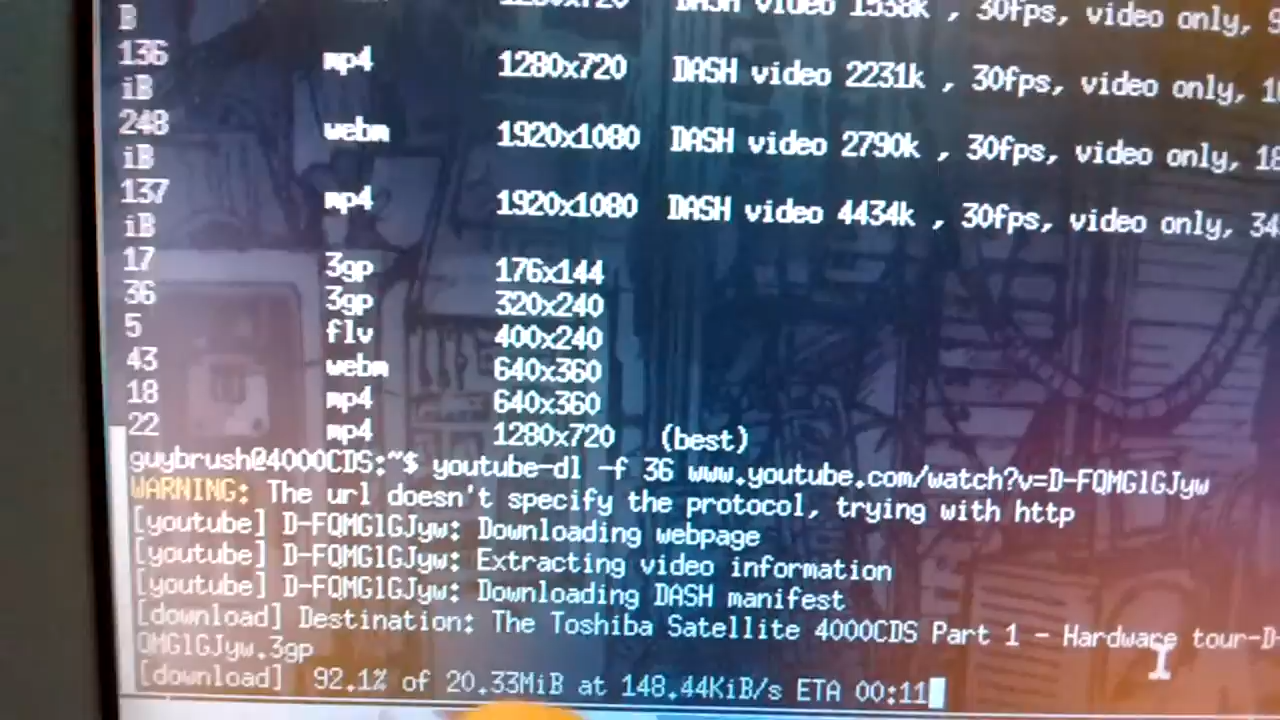 B 1280x720 DASH video 1538k , 30fps, video only, 9
136 mp4 1280x720 DASH video 2231k , 30fps, video only, 1
iB
248 webm 1920x1080 DASH video 2790k , 30fps, video only, 18
iB
137 mp4 1920x1080 DASH video 4434k , 30fps, video only, 34
iB
17 3gp 176x144
36 3gp 320x240
5 flv 400x240
43 webm 640x360
18 mp4 640x360
22 mp4 1280x720 (best)
guybrush@4000CDS:~$ youtube-dl -f 36 www.youtube.com/watch?v=D-FQMGlGJyw
WARNING: The url doesn't specify the protocol, trying with http
[youtube] D-FQMGlGJyw: Downloading webpage
[youtube] D-FQMGlGJyw: Extracting video information
[youtube] D-FQMGlGJyw: Downloading DASH manifest
[download] Destination: The Toshiba Satellite 4000CDS Part 1 - Hardware tour-D-
QMGlGJyw.3gp
[download] 92.1% of 20.33MiB at 148.44KiB/s ETA 00:11